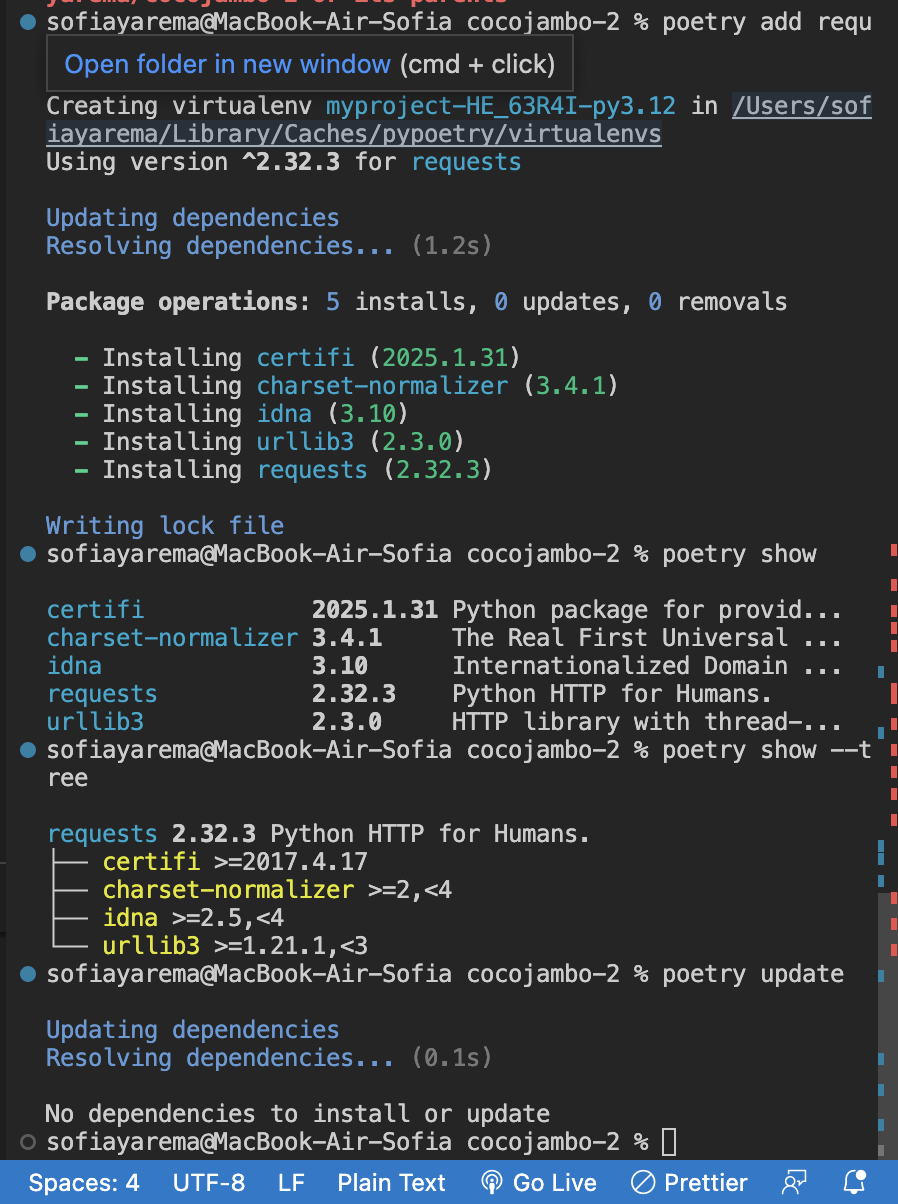 yarema/cocojambo-2 or its parents
sofiayarema@MacBook-Air-Sofia cocojambo-2 % poetry add requ
Open folder in new window (cmd + click)
Creating virtualenv myproject-HE_63R4I-py3.12 in /Users/sof
iayarema/Library/Caches/pypoetry/virtualenvs
Using version ^2.32.3 for requests
Updating dependencies
Resolving dependencies... (1.2s)
Package operations: 5 installs, 0 updates, 0 removals
- Installing certifi (2025.1.31)
- Installing charset-normalizer (3.4.1)
- Installing idna (3.10)
- Installing urllib3 (2.3.0)
- Installing requests (2.32.3)
Writing lock file
sofiayarema@MacBook-Air-Sofia cocojambo-2 % poetry show
certifi 2025.1.31 Python package for provid...
charset-normalizer 3.4.1 The Real First Universal ...
idna 3.10 Internationalized Domain ...
requests 2.32.3 Python HTTP for Humans.
urllib3 2.3.0 HTTP library with thread-...
sofiayarema@MacBook-Air-Sofia cocojambo-2 % poetry show --t
ree
requests 2.32.3 Python HTTP for Humans.
├── certifi >=2017.4.17
├── charset-normalizer >=2,<4
├── idna >=2.5,<4
└── urllib3 >=1.21.1,<3
sofiayarema@MacBook-Air-Sofia cocojambo-2 % poetry update
Updating dependencies
Resolving dependencies... (0.1s)
No dependencies to install or update
sofiayarema@MacBook-Air-Sofia cocojambo-2 %
Spaces: 4 UTF-8 LF Plain Text Go Live Prettier